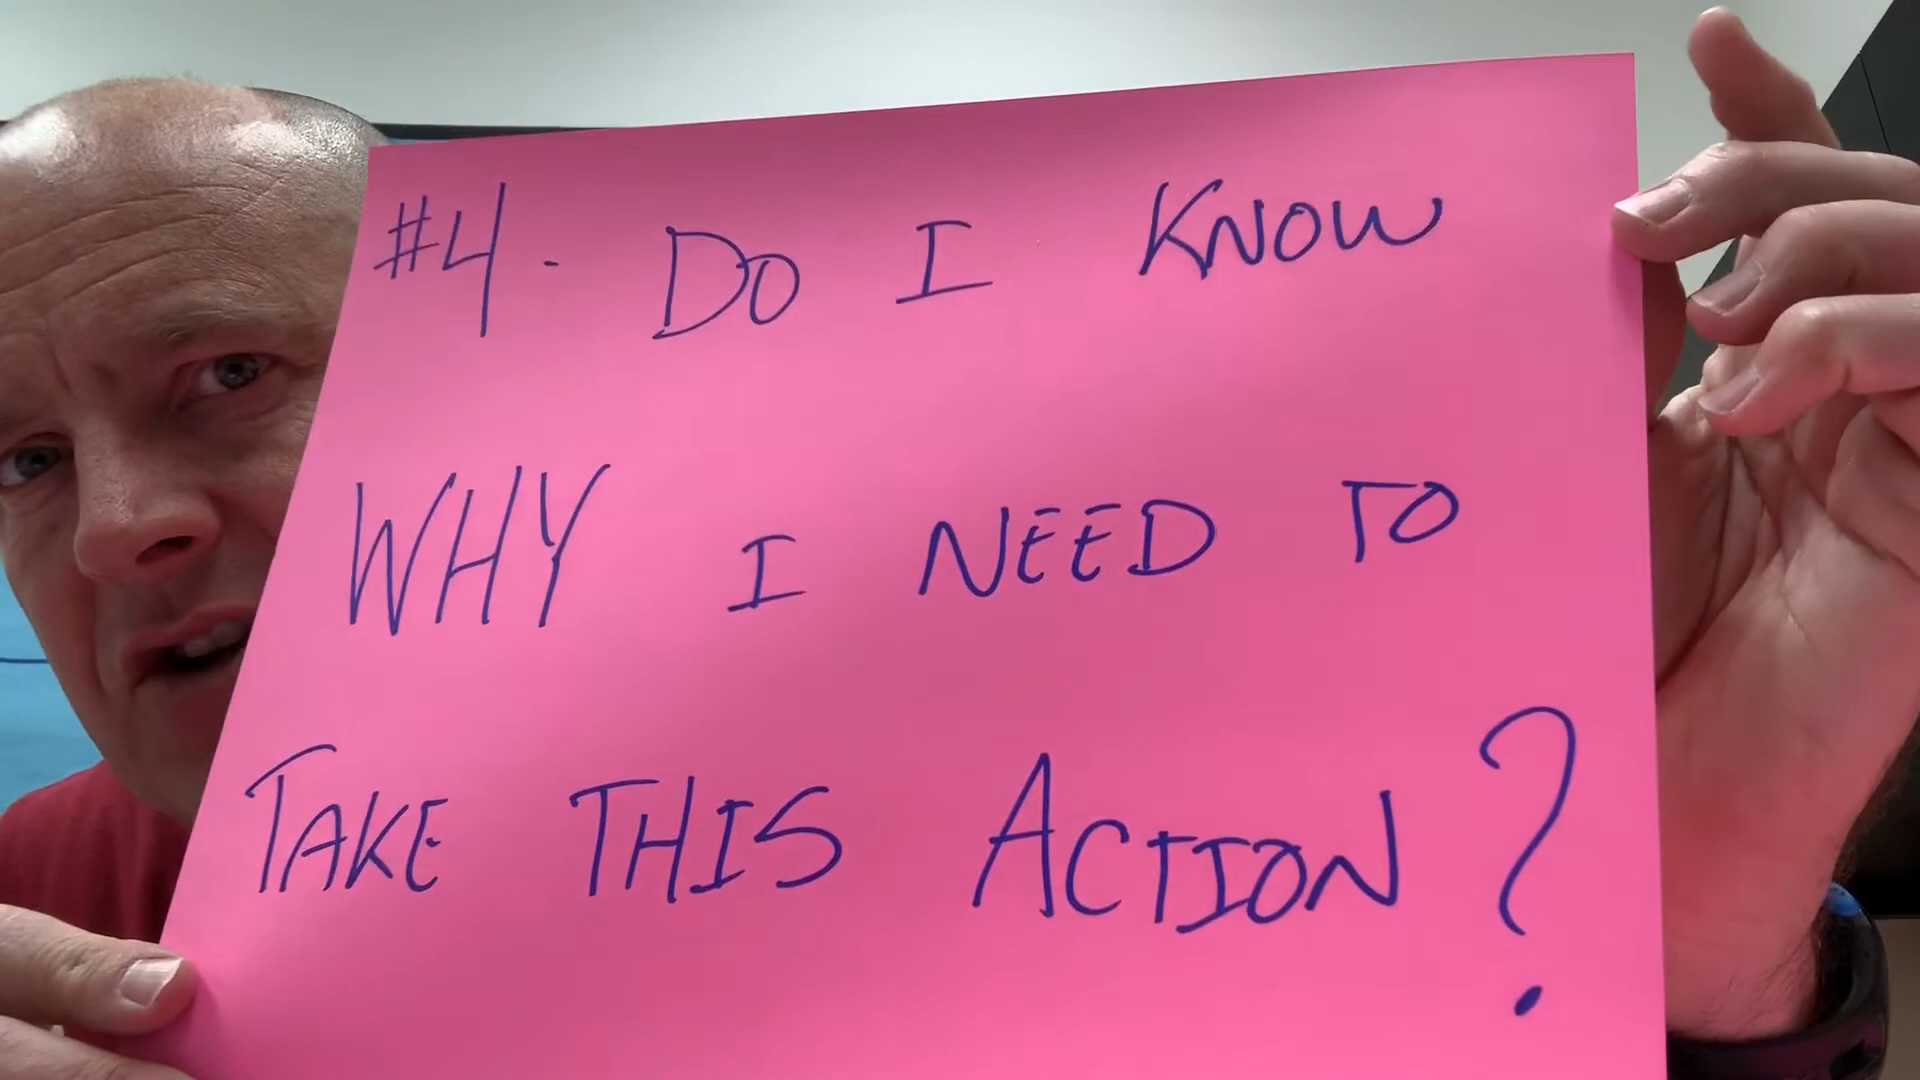 #4. DO I KNOW
WHY I NEED TO
TAKE THIS ACTION?